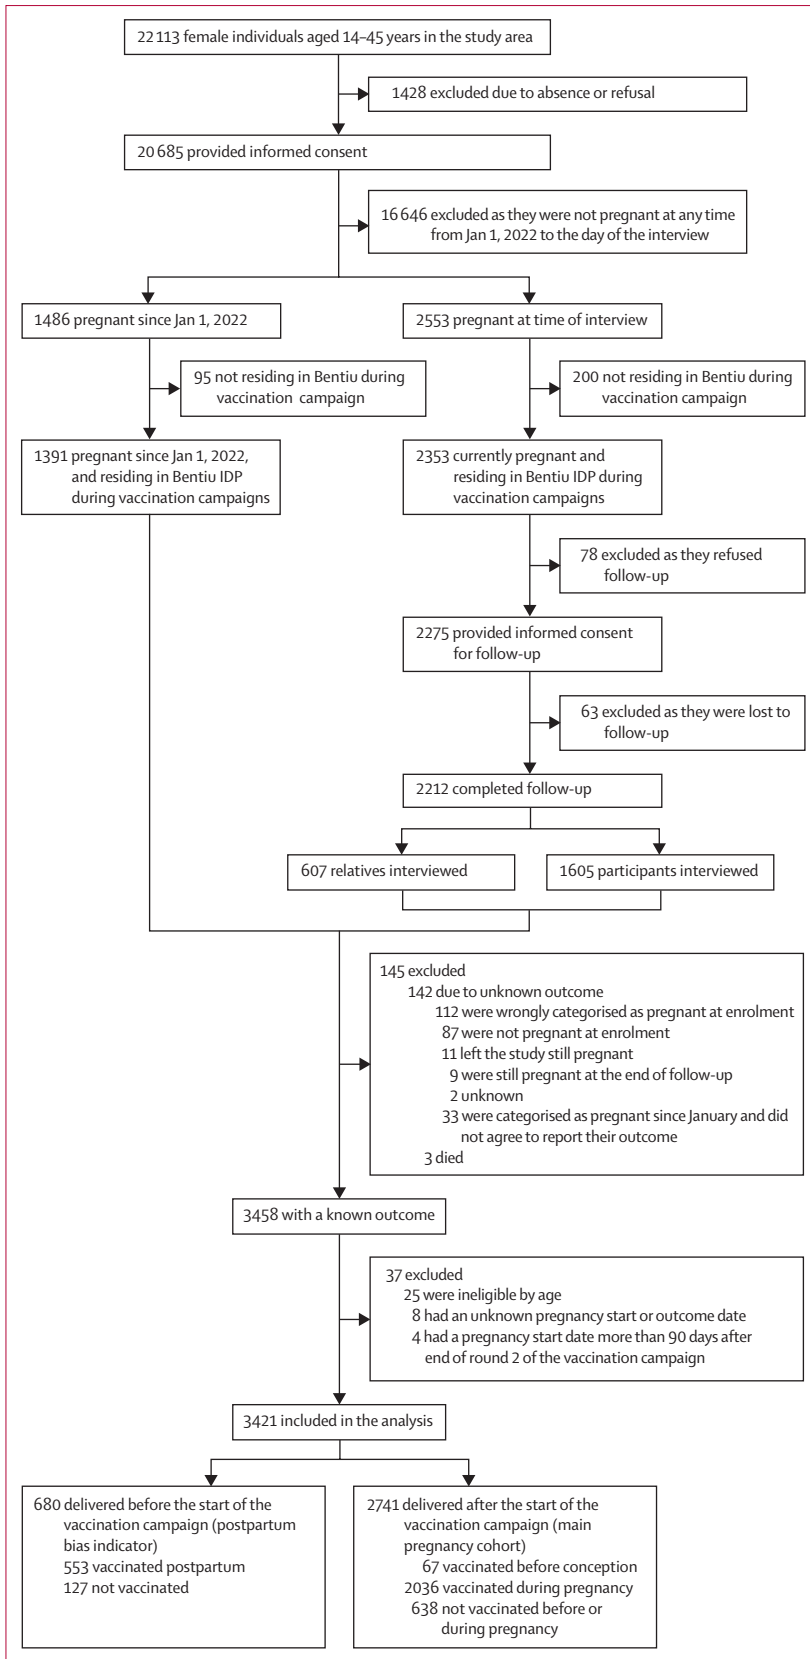 22 113 female individuals aged 14–45 years in the study area
1428 excluded due to absence or refusal
20 685 provided informed consent
16 646 excluded as they were not pregnant at any time
from Jan 1, 2022 to the day of the interview
1486 pregnant since Jan 1, 2022
2553 pregnant at time of interview
95 not residing in Bentiu during
vaccination campaign
200 not residing in Bentiu during
vaccination campaign
1391 pregnant since Jan 1, 2022,
and residing in Bentiu IDP
during vaccination campaigns
2353 currently pregnant and
residing in Bentiu IDP during
vaccination campaigns
78 excluded as they refused
follow-up
2275 provided informed consent
for follow-up
63 excluded as they were lost to
follow-up
2212 completed follow-up
607 relatives interviewed
1605 participants interviewed
145 excluded
142 due to unknown outcome
112 were wrongly categorised as pregnant at enrolment
87 were not pregnant at enrolment
11 left the study still pregnant
9 were still pregnant at the end of follow-up
2 unknown
33 were categorised as pregnant since January and did
not agree to report their outcome
3 died
3458 with a known outcome
37 excluded
25 were ineligible by age
8 had an unknown pregnancy start or outcome date
4 had a pregnancy start date more than 90 days after
end of round 2 of the vaccination campaign
3421 included in the analysis
680 delivered before the start of the
vaccination campaign (postpartum
bias indicator)
553 vaccinated postpartum
127 not vaccinated
2741 delivered after the start of the
vaccination campaign (main
pregnancy cohort)
67 vaccinated before conception
2036 vaccinated during pregnancy
638 not vaccinated before or
during pregnancy